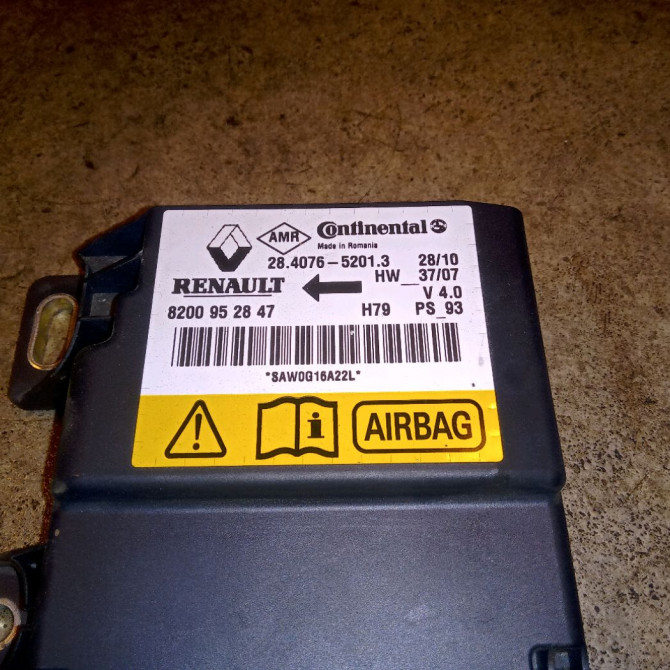 AMR Continental
Made in Romania
28.4076-5201.3 28/10
RENAULT HW__37/07
V 4.0
8200 95 28 47 H79 PS_93
*SAW0G16A22L*
! i AIRBAG